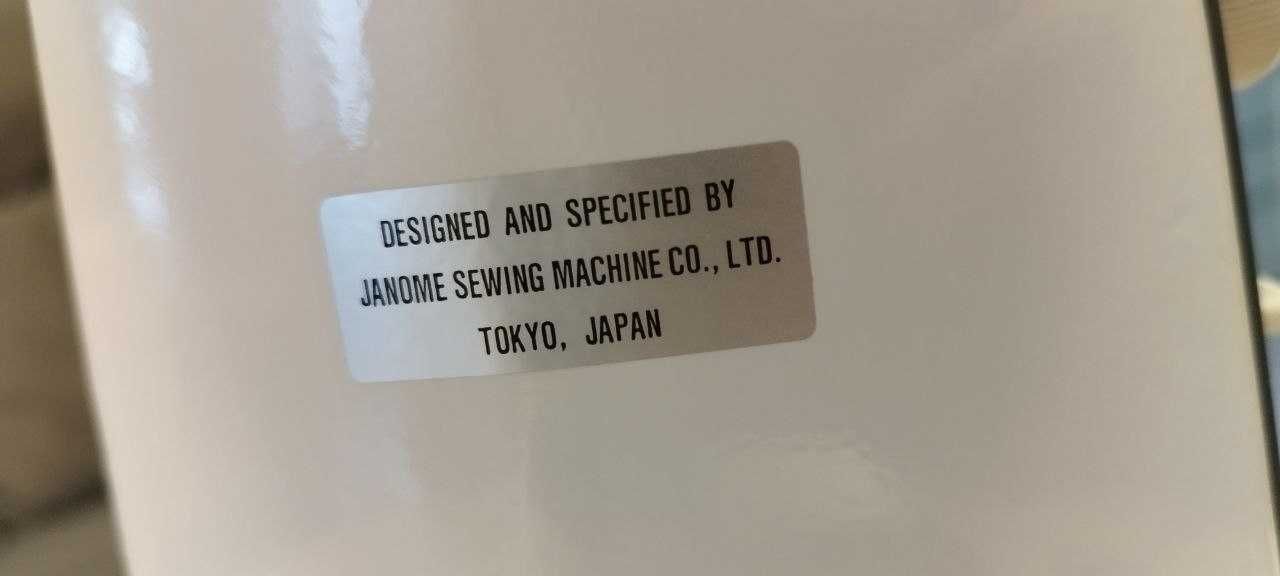 DESIGNED AND SPECIFIED BY
JANOME SEWING MACHINE CO., LTD.
TOKYO, JAPAN